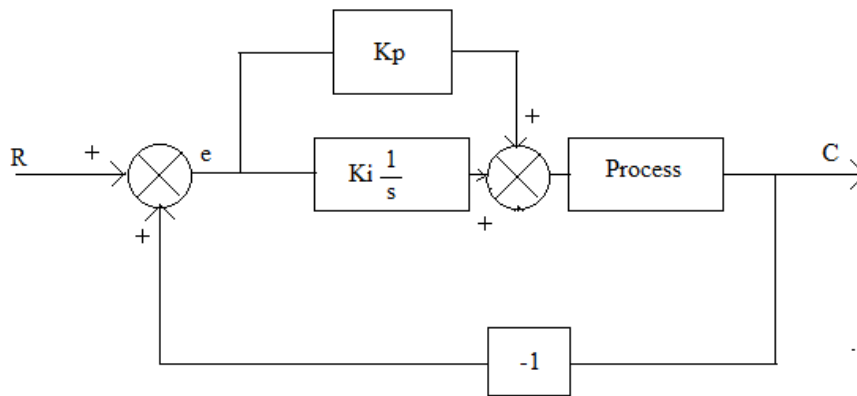 Kp
+
R
+
e
Ki 1/s
+
Process
C
+
-1